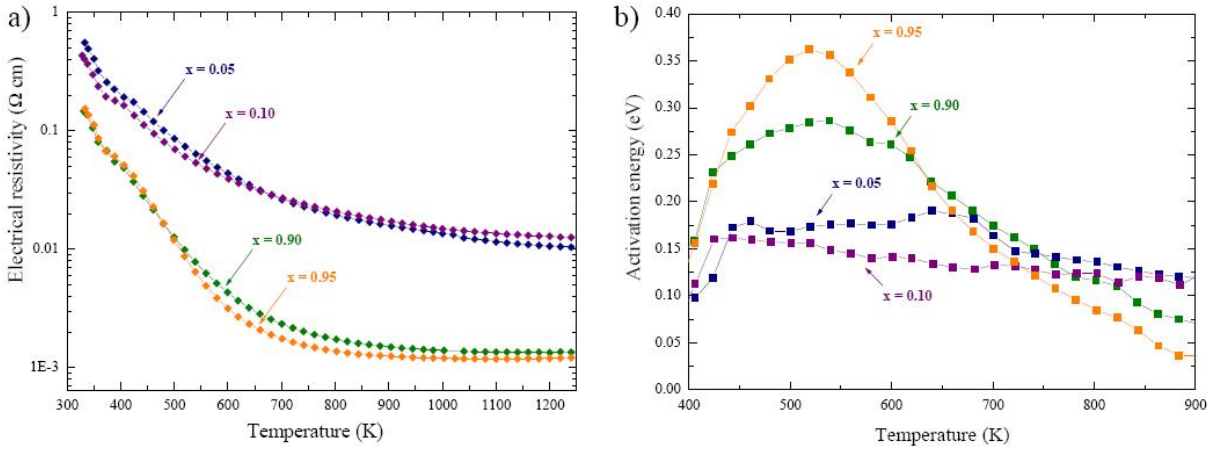 a)
Electrical resistivity (Ω cm)
1
0.1
0.01
1E-3
x = 0.05
x = 0.10
x = 0.90
x = 0.95
300 400 500 600 700 800 900 1000 1100 1200
Temperature (K)
b)
Activation energy (eV)
0.40
0.35
0.30
0.25
0.20
0.15
0.10
0.05
0.00
x = 0.95
x = 0.90
x = 0.05
x = 0.10
400 500 600 700 800 900
Temperature (K)